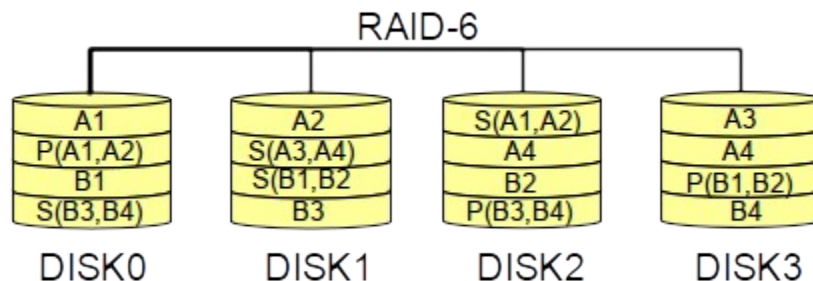 RAID-6
A1 A2 S(A1,A2) A3
P(A1,A2) S(A3,A4) A4 A4
B1 S(B1,B2 B2 P(B1,B2)
S(B3,B4) B3 P(B3,B4) B4
DISK0 DISK1 DISK2 DISK3